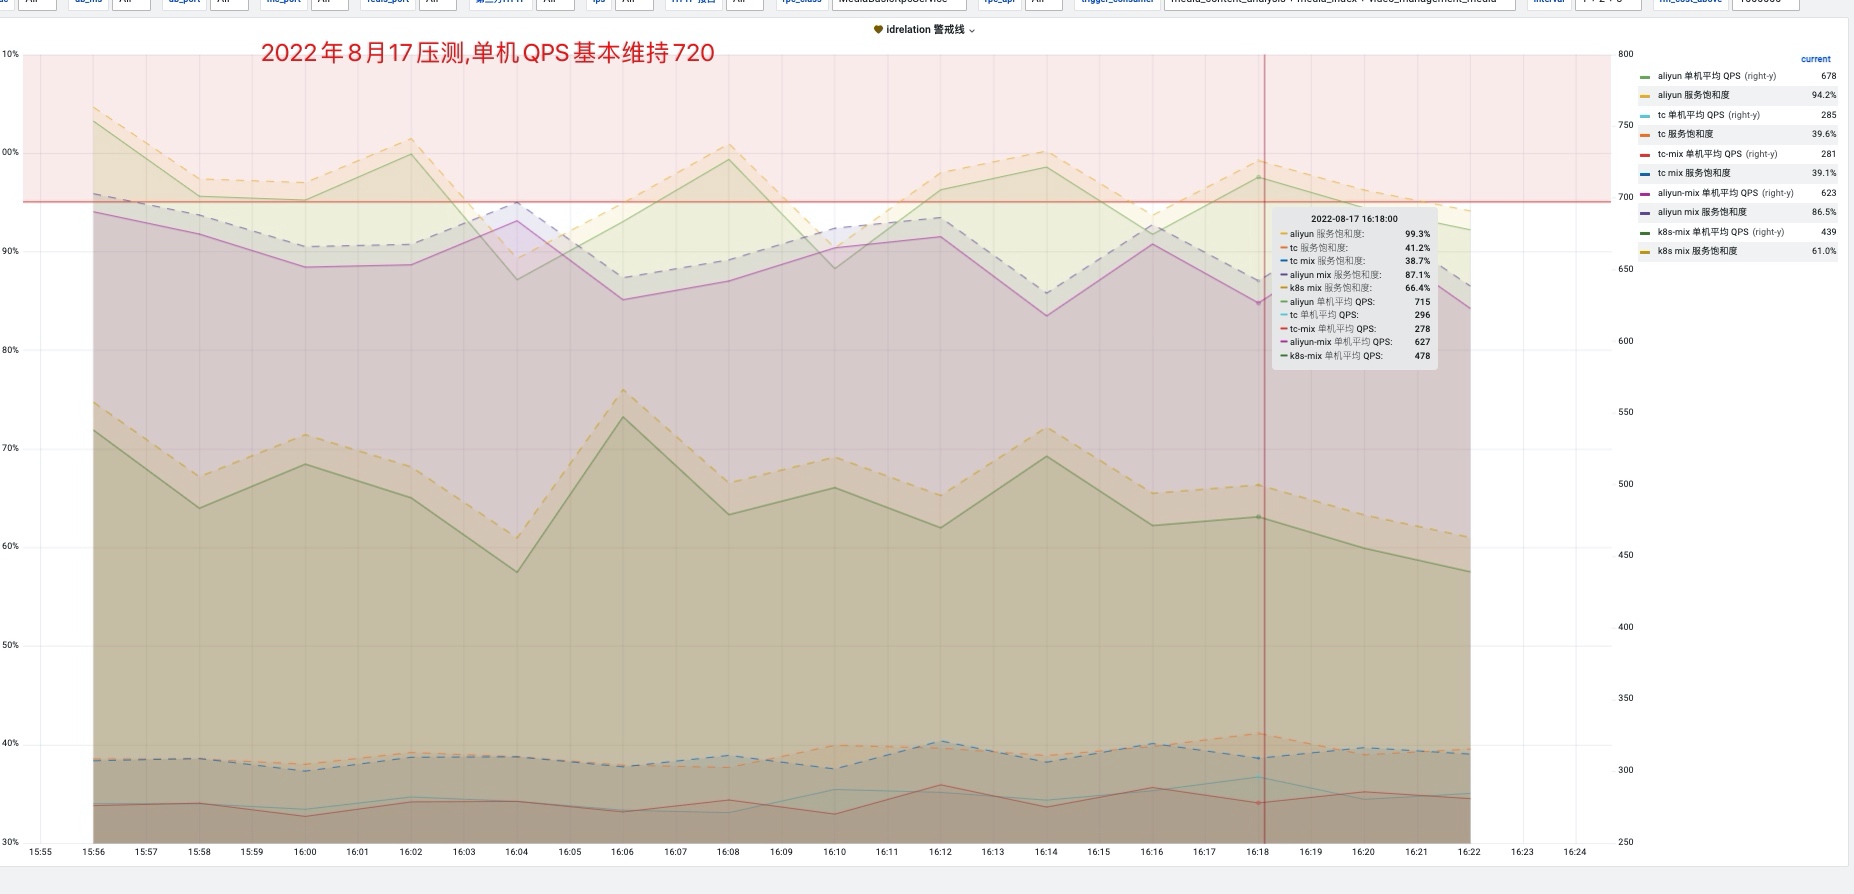 db_port
redis_port
idrelation 警戒线
2022年8月17压测,单机QPS基本维持720
10%
00%
90%
80%
70%
60%
50%
40%
30%
800
750
700
650
600
550
500
450
400
350
300
250
15:55 15:56 15:57 15:58 15:59 16:00 16:01 16:02 16:03 16:04 16:05 16:06 16:07 16:08 16:09 16:10 16:11 16:12 16:13 16:14 16:15 16:16 16:17 16:18 16:19 16:20 16:21 16:22 16:23 16:24
2022-08-17 16:18:00
aliyun 服务饱和度: 99.3%
tc 服务饱和度: 41.2%
tc mix 服务饱和度: 38.7%
aliyun mix 服务饱和度: 87.1%
k8s mix 服务饱和度: 66.4%
aliyun 单机平均 QPS: 715
tc 单机平均 QPS: 296
tc-mix 单机平均 QPS: 278
aliyun-mix 单机平均 QPS: 627
k8s-mix 单机平均 QPS: 478
current
aliyun 单机平均 QPS (right-y) 678
aliyun 服务饱和度 94.2%
tc 单机平均 QPS (right-y) 285
tc 服务饱和度 39.6%
tc-mix 单机平均 QPS (right-y) 281
tc mix 服务饱和度 39.1%
aliyun-mix 单机平均 QPS (right-y) 623
aliyun mix 服务饱和度 86.5%
k8s-mix 单机平均 QPS (right-y) 439
k8s mix 服务饱和度 61.0%